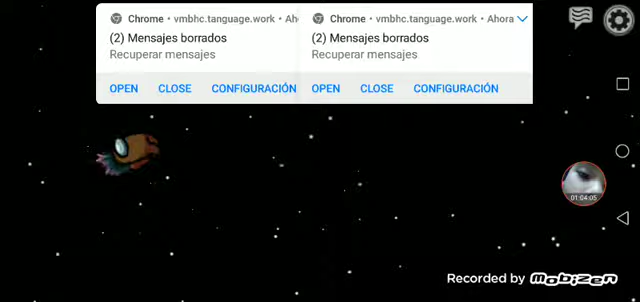 Chrome • vmbhc.tanguage.work • Aho
(2) Mensajes borrados
Recuperar mensajes
OPEN CLOSE CONFIGURACIÓN
Chrome • vmbhc.tanguage.work • Ahora
(2) Mensajes borrados
Recuperar mensajes
OPEN CLOSE CONFIGURACIÓN
01:04:05
Recorded by Mobizen